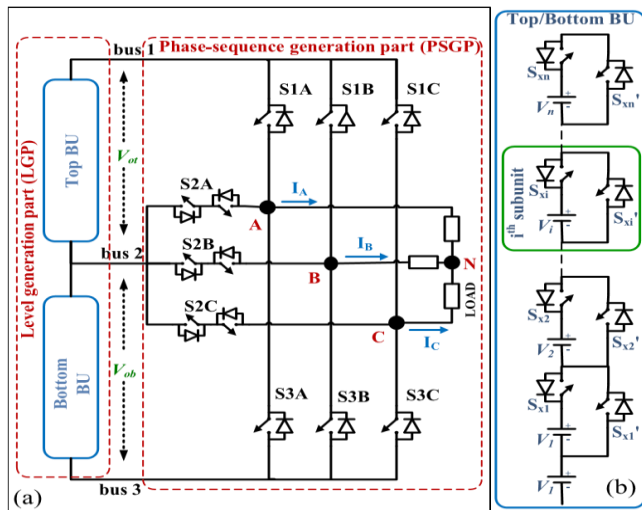 bus 1
Phase-sequence generation part (PSGP)
Level generation part (LGP)
Top BU
Vot
S1A
S1B
S1C
S2A
IA
A
bus 2
S2B
IB
B
N
S2C
C
IC
LOAD
Bottom BU
Vob
S3A
S3B
S3C
bus 3
(a)
Top/Bottom BU
Sxn
Sxn'
Vn
ith subunit
Sxi
Sxi'
Vi
Sx2
Sx2'
V2
Sx1
Sx1'
V1
V1
(b)